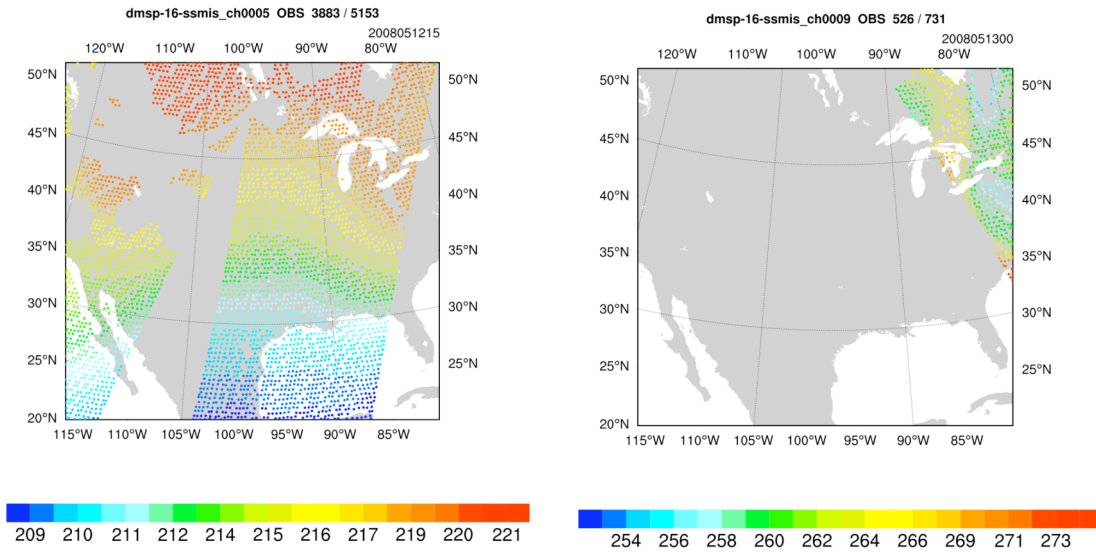 dmsp-16-ssmis_ch0005 OBS 3883 / 5153
2008051215
120°W 110°W 100°W 90°W 80°W
50°N 50°N
45°N 45°N
40°N 40°N
35°N 35°N
30°N 30°N
25°N 25°N
20°N
115°W 110°W 105°W 100°W 95°W 90°W 85°W
209 210 211 212 214 215 216 217 219 220 221
dmsp-16-ssmis_ch0009 OBS 526 / 731
2008051300
120°W 110°W 100°W 90°W 80°W
50°N 50°N
45°N 45°N
40°N 40°N
35°N 35°N
30°N 30°N
25°N 25°N
20°N
115°W 110°W 105°W 100°W 95°W 90°W 85°W
254 256 258 260 262 264 266 269 271 273